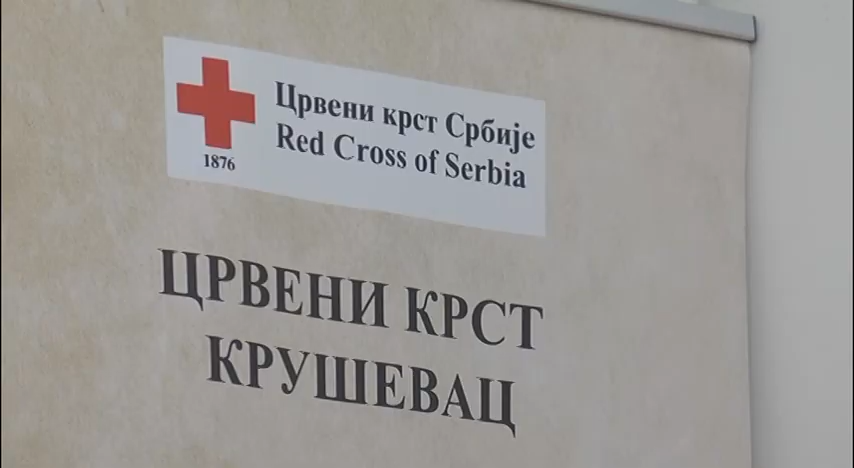 Црвени крст Србије
Red Cross of Serbia
1876
ЦРВЕНИ КРСТ
КРУШЕВАЦ